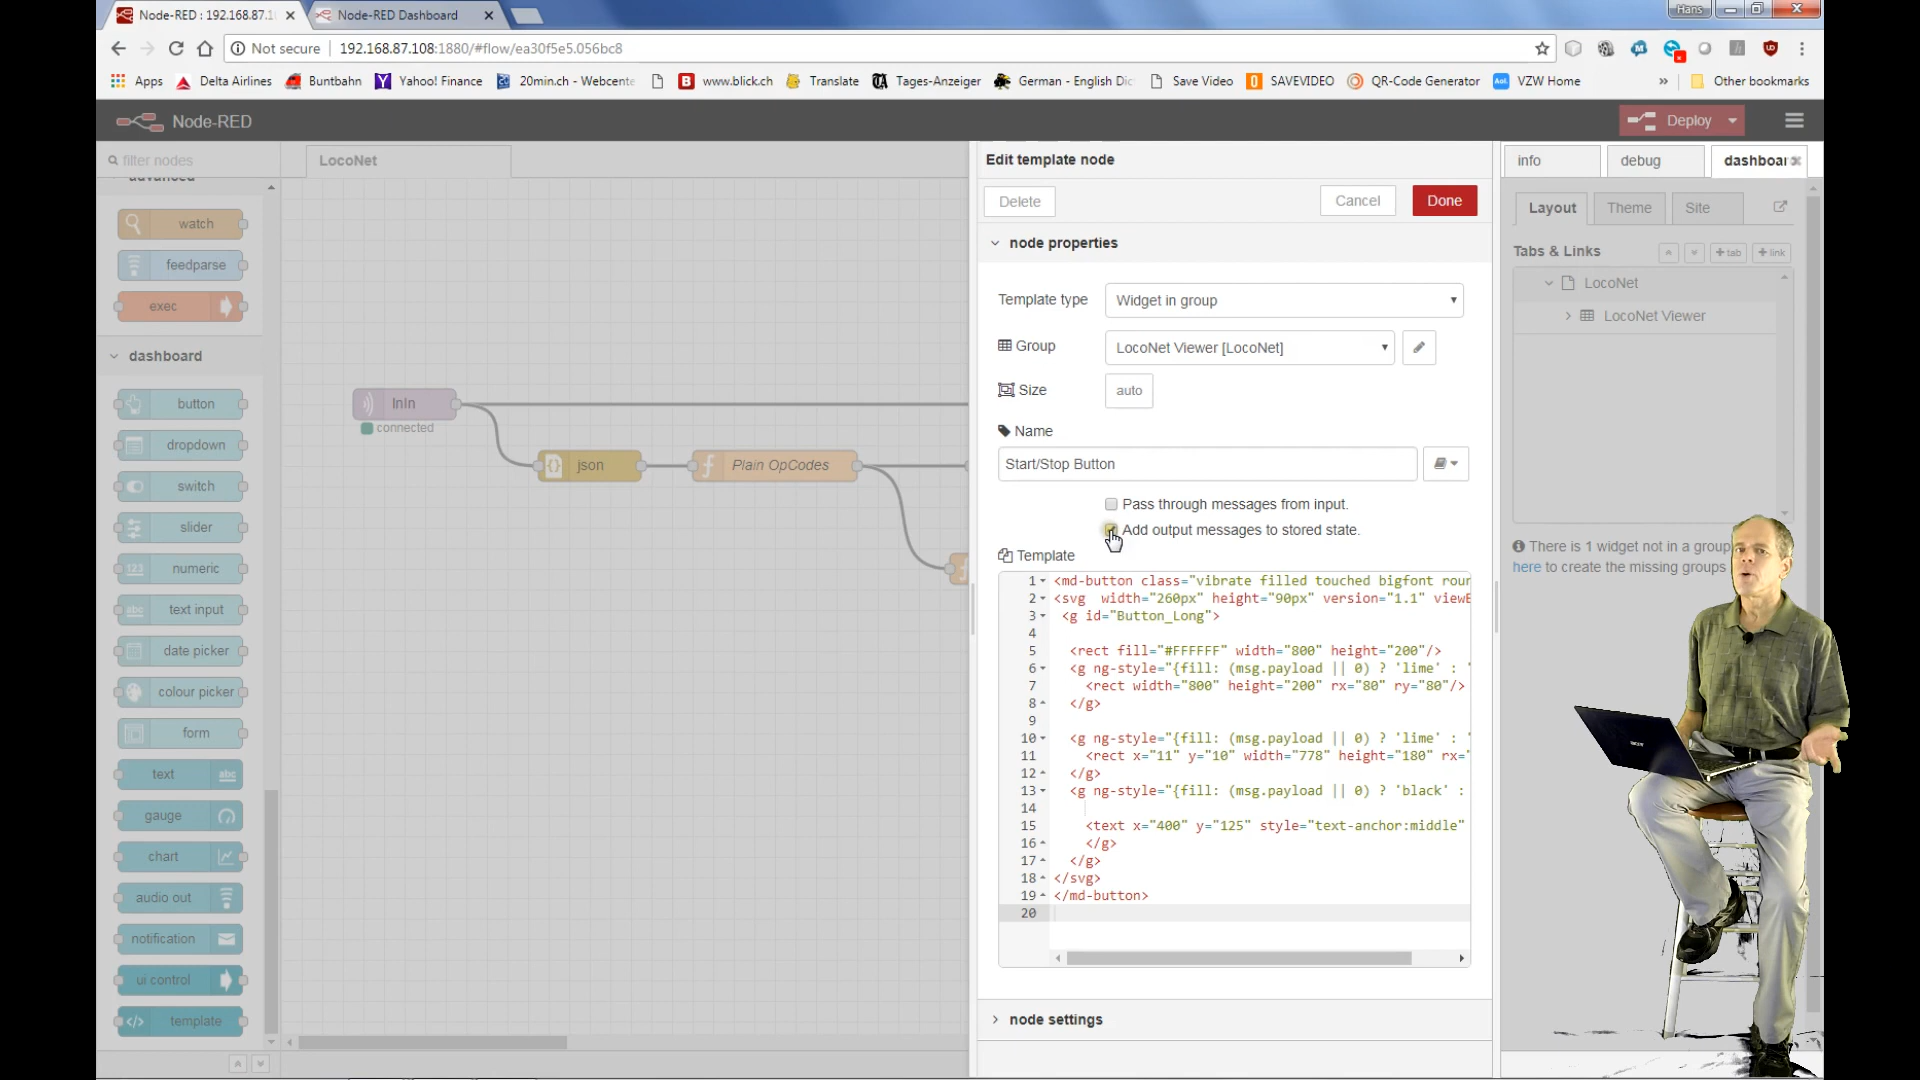 Node-RED : 192.168.87.1
Node-RED Dashboard
Hans
Not secure
192.168.87.108:1880/#flow/ea30f5e5.056bc8
Apps
Delta Airlines
Buntbahn
Yahoo! Finance
20min.ch - Webcente
www.blick.ch
Translate
Tages-Anzeiger
German - English Dic
Save Video
SAVEVIDEO
QR-Code Generator
VZW Home
»
Other bookmarks
Node-RED
Deploy
filter nodes
LocoNet
Edit template node
info
debug
dashboar
advanced
Delete
Cancel
Done
Layout
Theme
Site
watch
feedparse
exec
dashboard
button
dropdown
switch
slider
numeric
text input
date picker
colour picker
form
text
gauge
chart
audio out
notification
ui control
template
lnIn
connected
json
Plain OpCodes
node properties
Template type
Widget in group
Group
LocoNet Viewer [LocoNet]
Size
auto
Name
Start/Stop Button
Pass through messages from input.
Add output messages to stored state.
Template
1 <md-button class="vibrate filled touched bigfont rour
2 <svg  width="260px" height="90px" version="1.1" viewB
3 <g id="Button_Long">
4
5 <rect fill="#FFFFFF" width="800" height="200"/>
6 <g ng-style="{fill: (msg.payload || 0) ? 'lime' : '
7 <rect width="800" height="200" rx="80" ry="80"/>
8 </g>
9
10 <g ng-style="{fill: (msg.payload || 0) ? 'lime' : '
11 <rect x="11" y="10" width="778" height="180" rx="
12 </g>
13 <g ng-style="{fill: (msg.payload || 0) ? 'black' :
14
15 <text x="400" y="125" style="text-anchor:middle"
16 </g>
17 </g>
18 </svg>
19 </md-button>
20
node settings
Tabs & Links
tab
link
LocoNet
LocoNet Viewer
There is 1 widget not in a group
here to create the missing groups